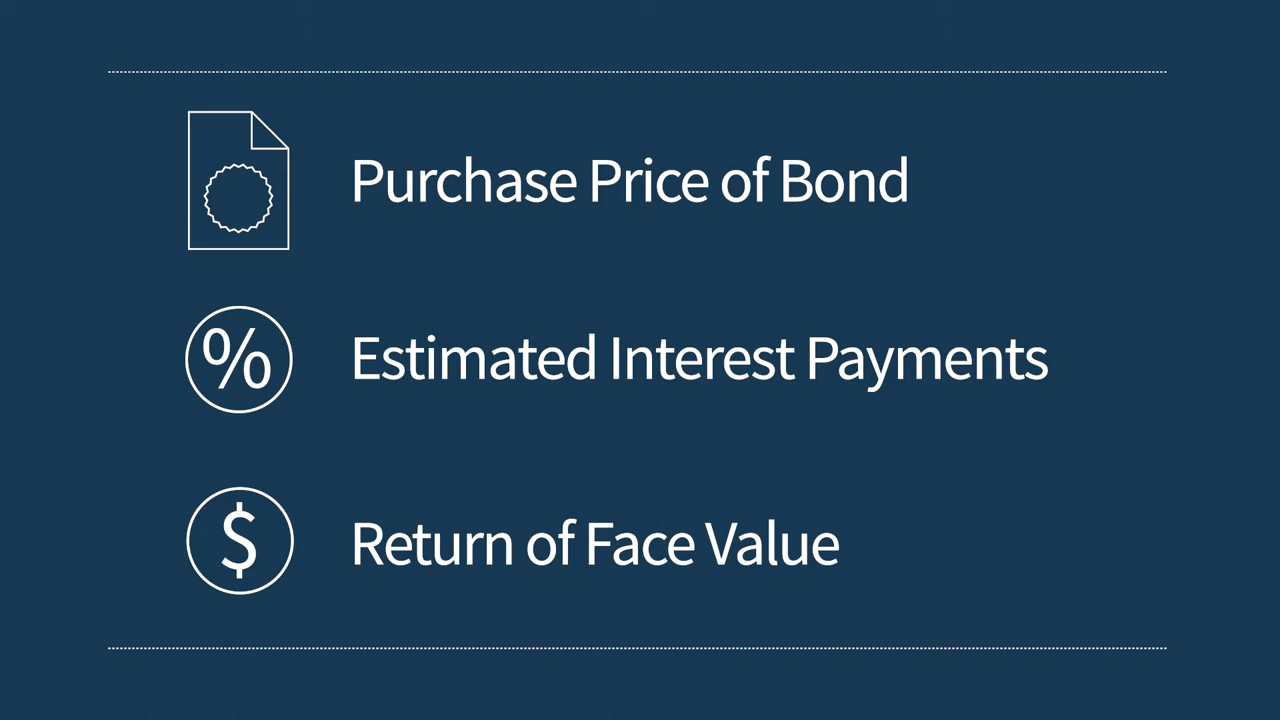 Purchase Price of Bond
% Estimated Interest Payments
$ Return of Face Value